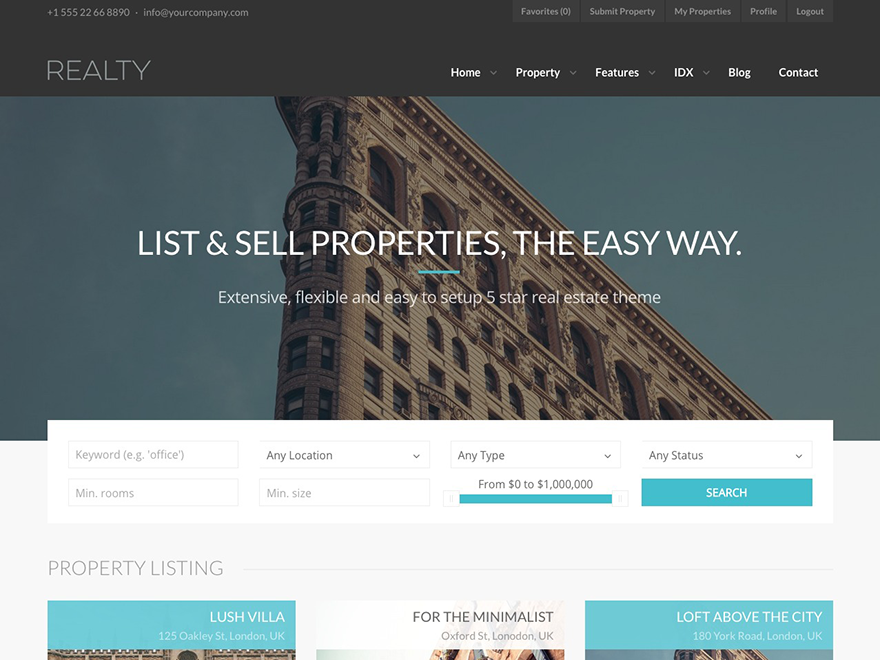 +1 555 22 66 8890 · info@yourcompany.com
Favorites (0) Submit Property My Properties Profile Logout
REALTY
Home Property Features IDX Blog Contact
LIST & SELL PROPERTIES, THE EASY WAY.
Extensive, flexible and easy to setup 5 star real estate theme
Keyword (e.g. 'office') Any Location Any Type Any Status
Min. rooms Min. size From $0 to $1,000,000 SEARCH
PROPERTY LISTING
LUSH VILLA
125 Oakley St, London, UK
FOR THE MINIMALIST
Oxford St, Lonodon, UK
LOFT ABOVE THE CITY
180 York Road, London, UK